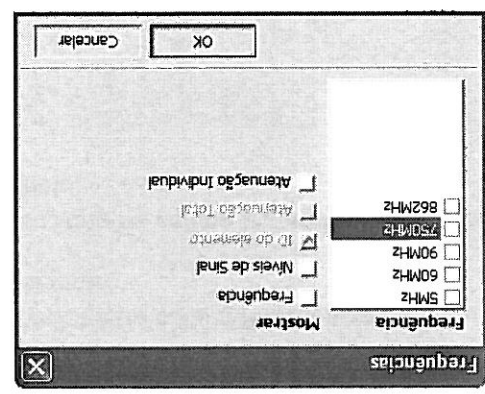 Frequências
Frequência
5MHz
60MHz
90MHz
750MHz
862MHz
Mostrar
Frequência
Níveis de Sinal
ID do elemento
Atenuação Total
Atenuação Individual
OK
Cancelar